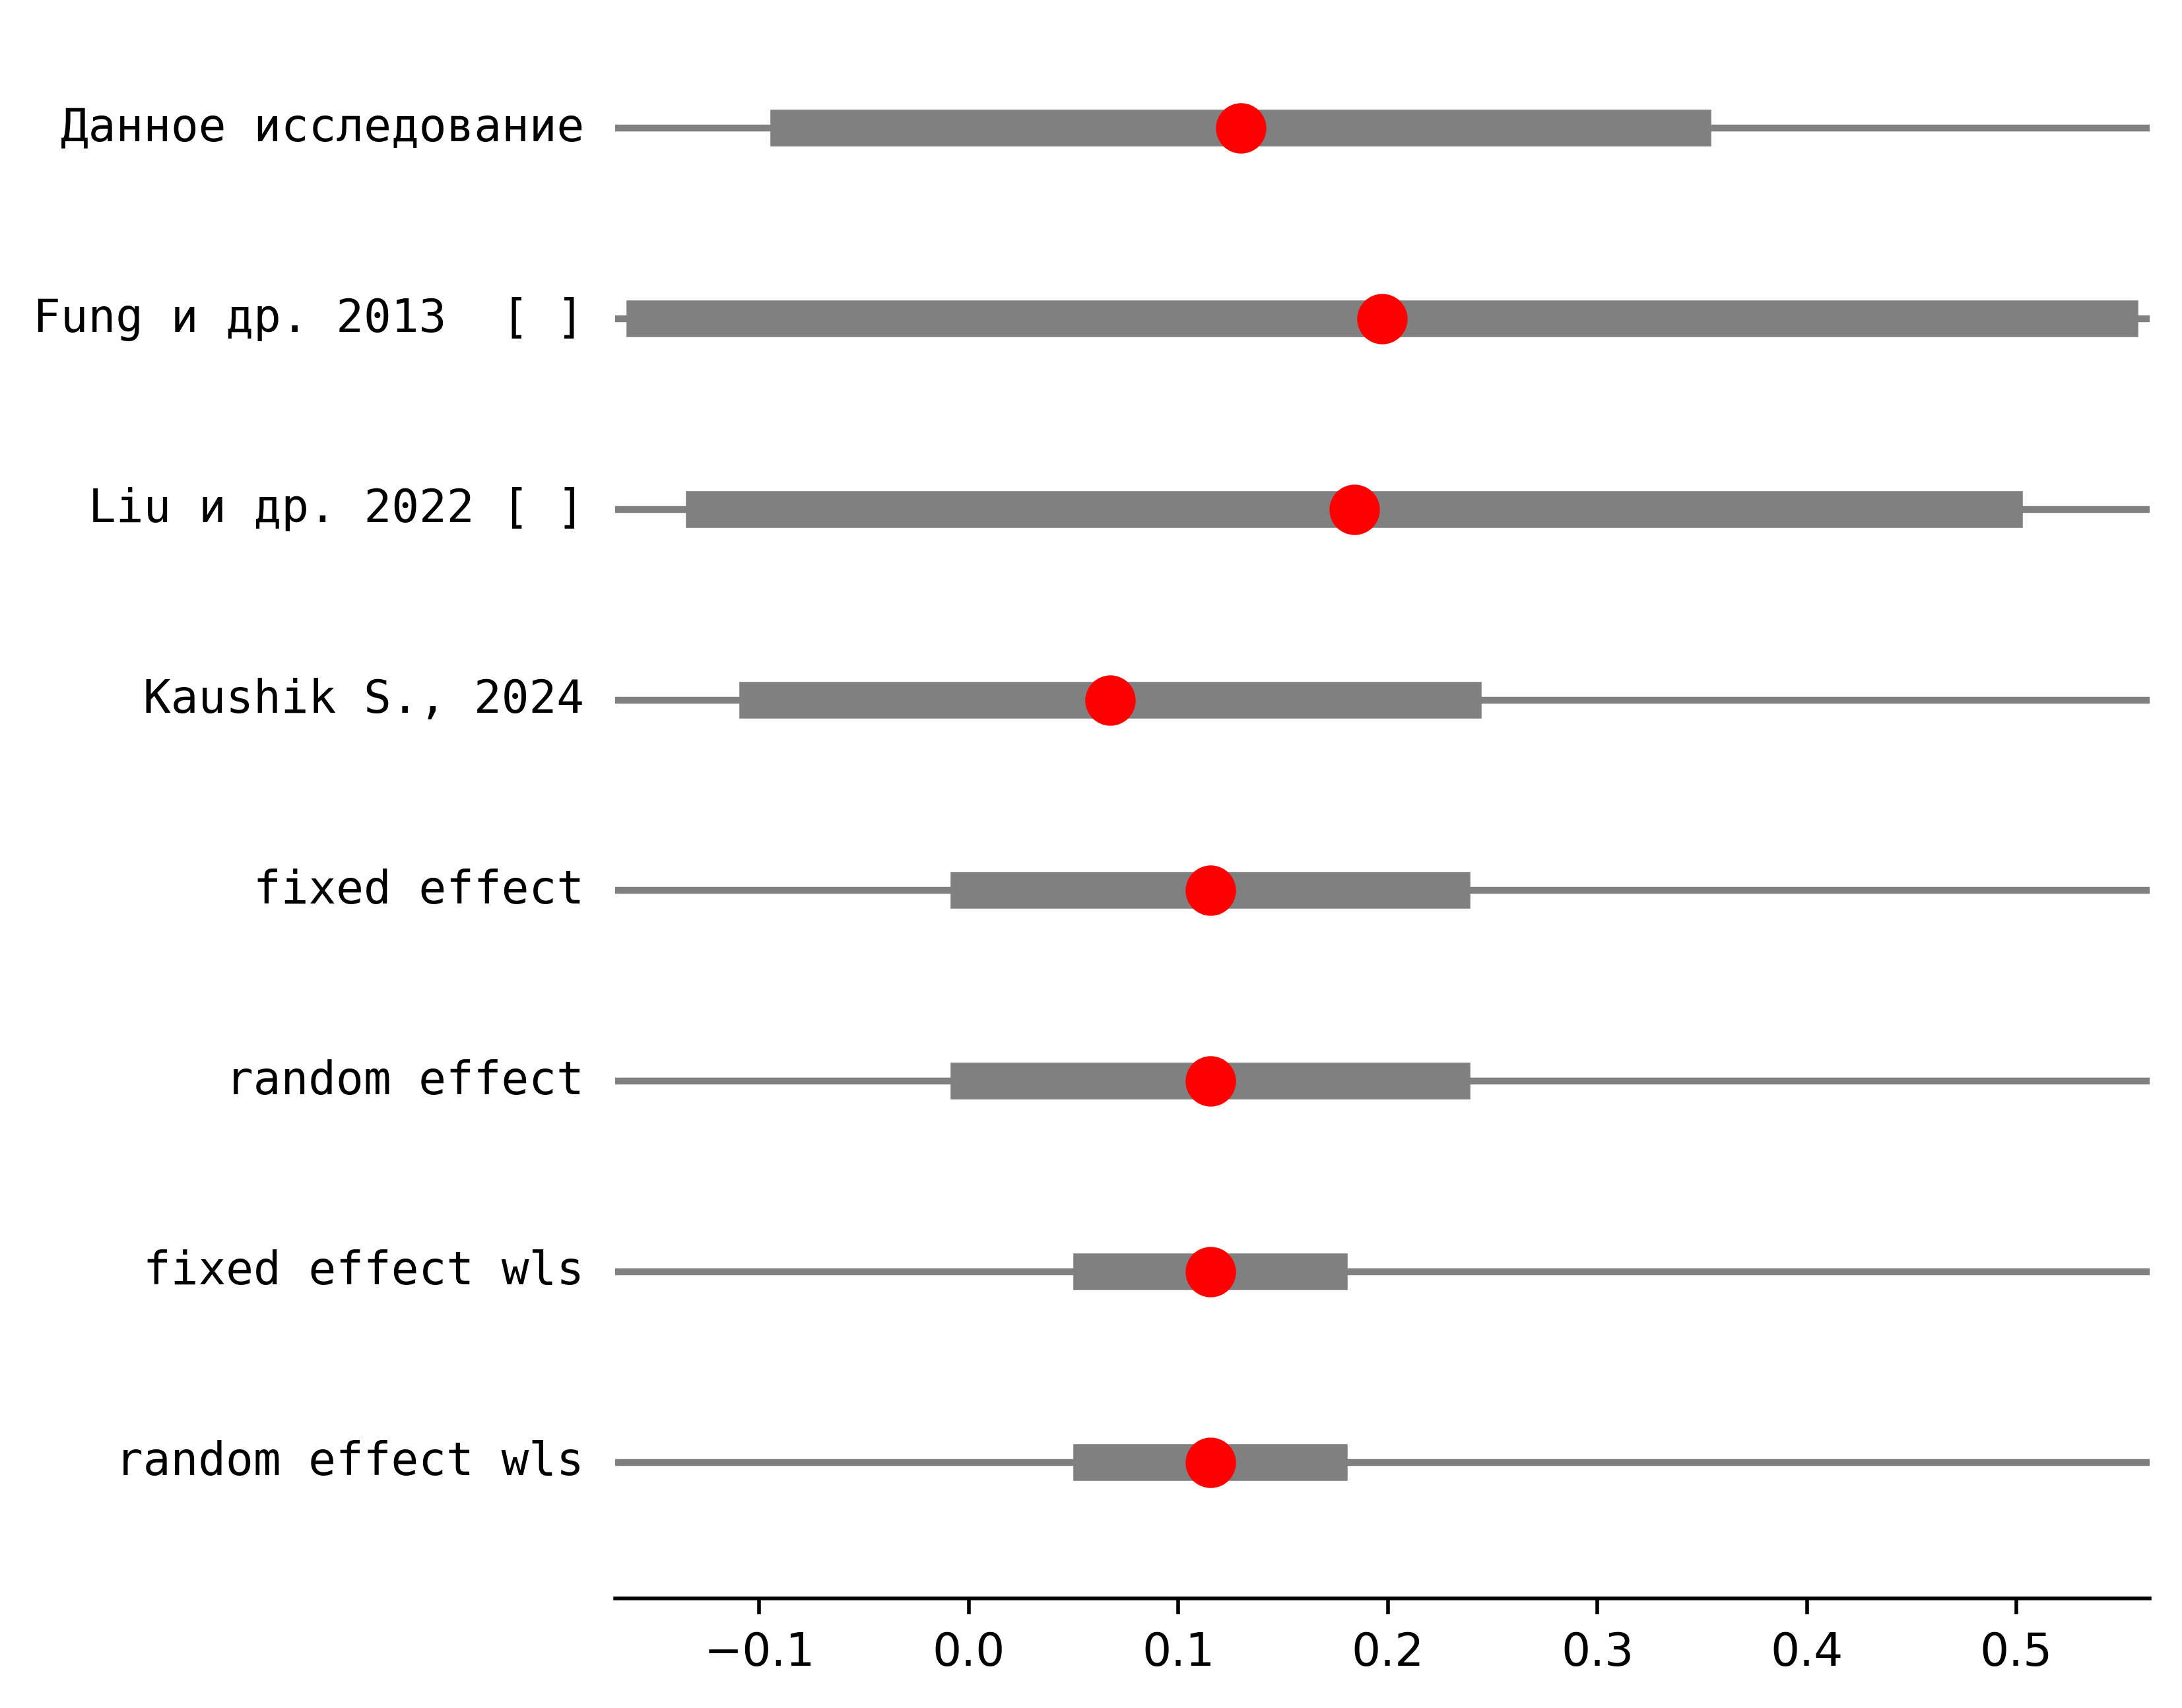 Данное исследование
Fung и др. 2013  [ ]
Liu и др. 2022 [ ]
Kaushik S., 2024
fixed effect
random effect
fixed effect wls
random effect wls
−0.1 0.0 0.1 0.2 0.3 0.4 0.5